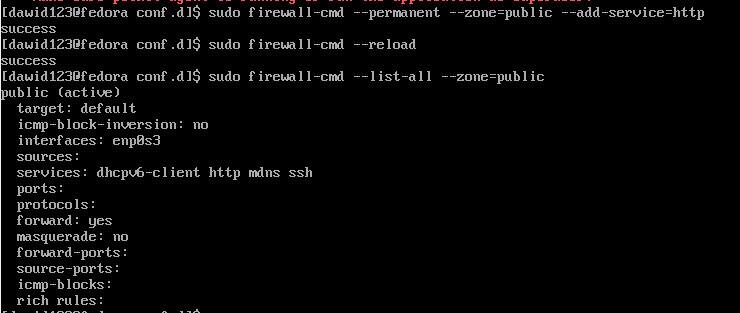 [dawid123@fedora conf.d]$ sudo firewall-cmd --permanent --zone=public --add-service=http
success
[dawid123@fedora conf.d]$ sudo firewall-cmd --reload
success
[dawid123@fedora conf.d]$ sudo firewall-cmd --list-all --zone=public
public (active)
  target: default
  icmp-block-inversion: no
  interfaces: enp0s3
  sources:
  services: dhcpv6-client http mdns ssh
  ports:
  protocols:
  forward: yes
  masquerade: no
  forward-ports:
  source-ports:
  icmp-blocks:
  rich rules: